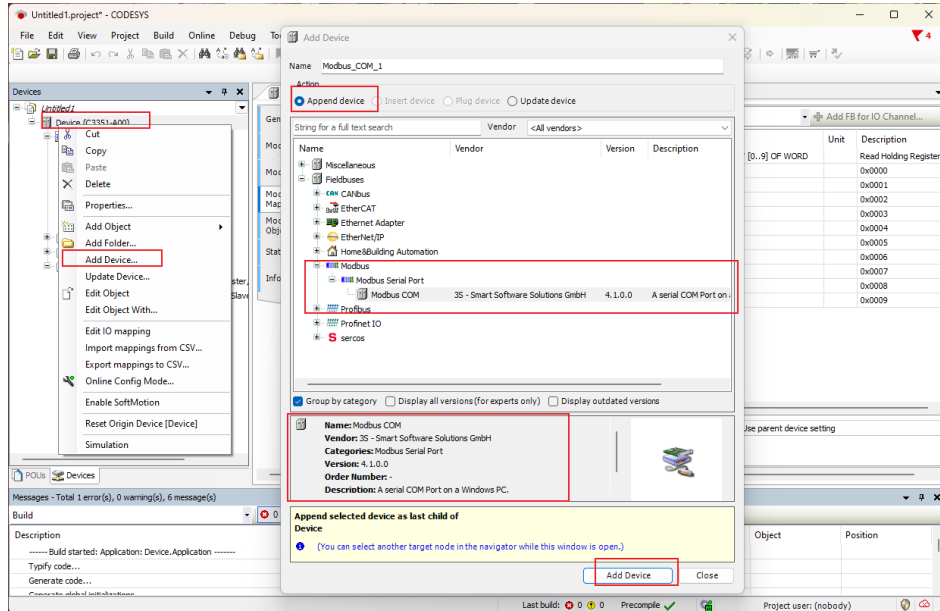 Untitled1.project* - CODESYS
File Edit View Project Build Online Debug
4
Devices
Untitled1
Device (C3351-A00)
Cut
Copy
Paste
Delete
Properties...
Add Object
Add Folder...
Add Device...
Update Device...
Edit Object
Edit Object With...
Edit IO mapping
Import mappings from CSV...
Export mappings to CSV...
Online Config Mode...
Enable SoftMotion
Reset Origin Device [Device]
Simulation
POUs Devices
Add Device
Name Modbus_COM_1
Action
Append device Insert device Plug device Update device
String for a full text search Vendor <All vendors>
Name Vendor Version Description
Miscellaneous
Fieldbuses
CAN CANbus
EtherCAT
Ethernet Adapter
EtherNet/IP
Home&Building Automation
Modbus
Modbus Serial Port
Modbus COM 3S - Smart Software Solutions GmbH 4.1.0.0 A serial COM Port on
Profibus
Profinet IO
sercos
Group by category Display all versions (for experts only) Display outdated versions
Name: Modbus COM
Vendor: 3S - Smart Software Solutions GmbH
Categories: Modbus Serial Port
Version: 4.1.0.0
Order Number: -
Description: A serial COM Port on a Windows PC.
Append selected device as last child of
Device
(You can select another target node in the navigator while this window is open.)
Add Device Close
Add FB for IO Channel...
Unit Description
[0..9] OF WORD Read Holding Register
0x0000
0x0001
0x0002
0x0003
0x0004
0x0005
0x0006
0x0007
0x0008
0x0009
Use parent device setting
Messages - Total 1 error(s), 0 warning(s), 6 message(s)
Build 0
Description Object Position
------ Build started: Application: Device.Application -------
Typify code...
Generate code...
Generate global initializations...
Last build: 0 0 Precompile Project user: (nobody)